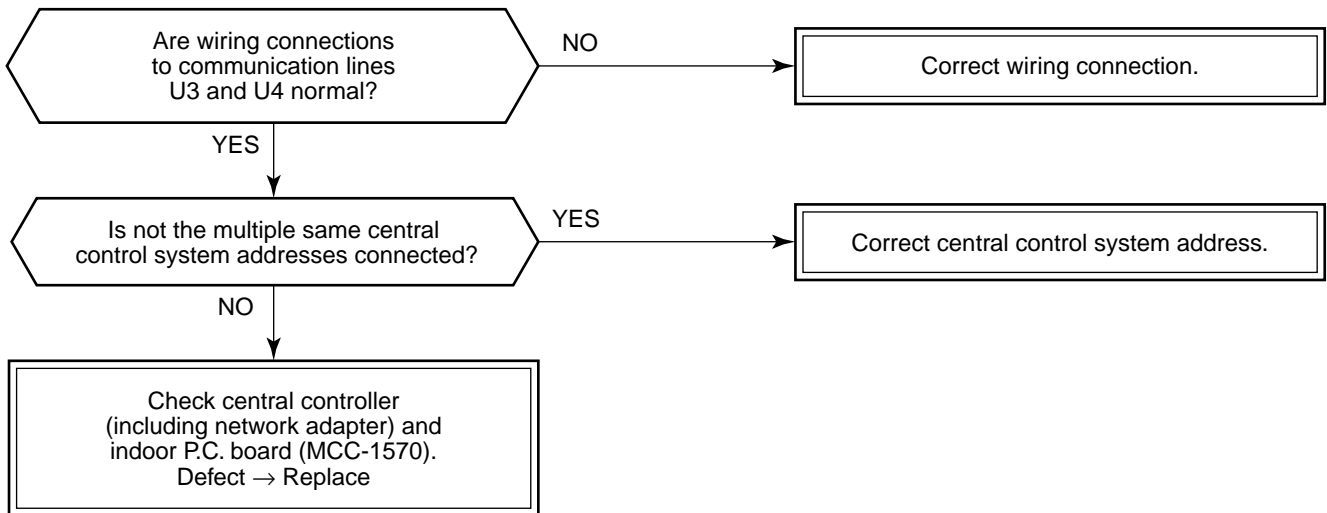 Are wiring connections
to communication lines
U3 and U4 normal?
NO
Correct wiring connection.
YES
Is not the multiple same central
control system addresses connected?
YES
Correct central control system address.
NO
Check central controller
(including network adapter) and
indoor P.C. board (MCC-1570).
Defect → Replace